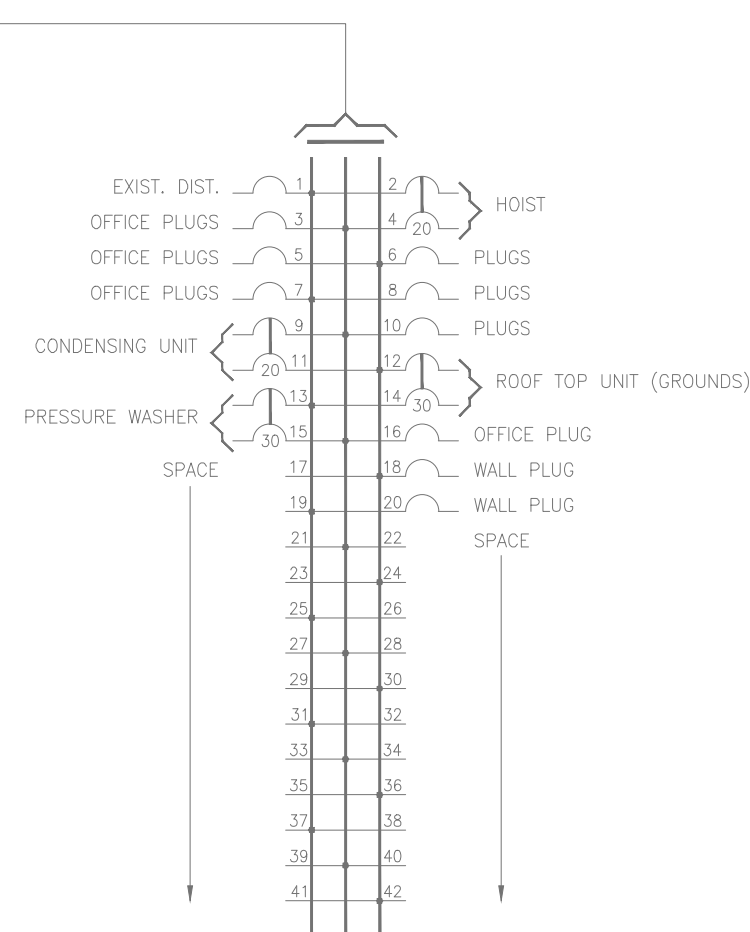 EXIST. DIST. 1 2
HOIST
OFFICE PLUGS 3 4 20
OFFICE PLUGS 5 6 PLUGS
OFFICE PLUGS 7 8 PLUGS
9 10 PLUGS
CONDENSING UNIT
20 11 12
ROOF TOP UNIT (GROUNDS)
13 14 30
PRESSURE WASHER
30 15 16 OFFICE PLUG
SPACE 17 18 WALL PLUG
19 20 WALL PLUG
21 22 SPACE
23 24
25 26
27 28
29 30
31 32
33 34
35 36
37 38
39 40
41 42